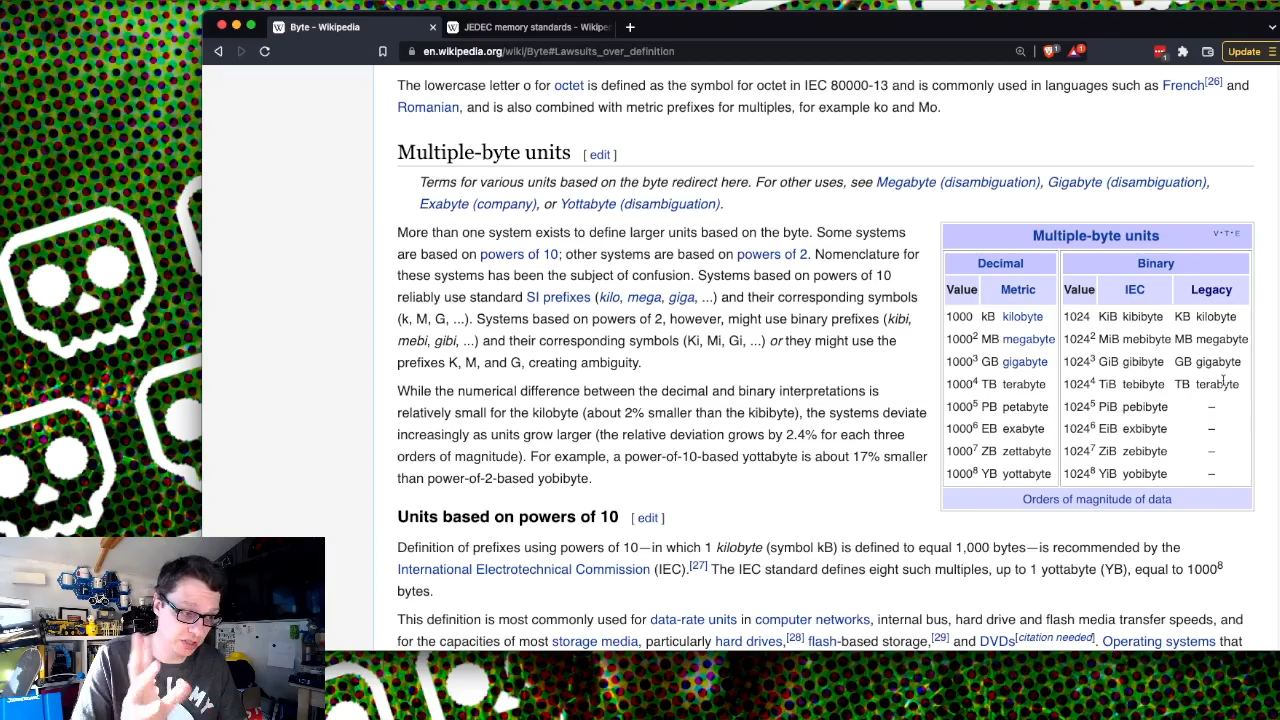 Byte - Wikipedia
JEDEC memory standards - Wikipe
en.wikipedia.org/wiki/Byte#Lawsuits_over_definition
1
1
1
Update
The lowercase letter o for octet is defined as the symbol for octet in IEC 80000-13 and is commonly used in languages such as French[26] and
Romanian, and is also combined with metric prefixes for multiples, for example ko and Mo.
Multiple-byte units [ edit ]
Terms for various units based on the byte redirect here. For other uses, see Megabyte (disambiguation), Gigabyte (disambiguation),
Exabyte (company), or Yottabyte (disambiguation).
More than one system exists to define larger units based on the byte. Some systems
are based on powers of 10; other systems are based on powers of 2. Nomenclature for
these systems has been the subject of confusion. Systems based on powers of 10
reliably use standard SI prefixes (kilo, mega, giga, ...) and their corresponding symbols
(k, M, G, ...). Systems based on powers of 2, however, might use binary prefixes (kibi,
mebi, gibi, ...) and their corresponding symbols (Ki, Mi, Gi, ...) or they might use the
prefixes K, M, and G, creating ambiguity.
While the numerical difference between the decimal and binary interpretations is
relatively small for the kilobyte (about 2% smaller than the kibibyte), the systems deviate
increasingly as units grow larger (the relative deviation grows by 2.4% for each three
orders of magnitude). For example, a power-of-10-based yottabyte is about 17% smaller
than power-of-2-based yobibyte.
Multiple-byte units V·T·E
Decimal Binary
Value Metric Value IEC Legacy
1000 kB kilobyte 1024 KiB kibibyte KB kilobyte
1000² MB megabyte 1024² MiB mebibyte MB megabyte
1000³ GB gigabyte 1024³ GiB gibibyte GB gigabyte
1000⁴ TB terabyte 1024⁴ TiB tebibyte TB terabyte
1000⁵ PB petabyte 1024⁵ PiB pebibyte –
1000⁶ EB exabyte 1024⁶ EiB exbibyte –
1000⁷ ZB zettabyte 1024⁷ ZiB zebibyte –
1000⁸ YB yottabyte 1024⁸ YiB yobibyte –
Orders of magnitude of data
Units based on powers of 10 [ edit ]
Definition of prefixes using powers of 10—in which 1 kilobyte (symbol kB) is defined to equal 1,000 bytes—is recommended by the
International Electrotechnical Commission (IEC).[27] The IEC standard defines eight such multiples, up to 1 yottabyte (YB), equal to 1000⁸
bytes.
This definition is most commonly used for data-rate units in computer networks, internal bus, hard drive and flash media transfer speeds, and
for the capacities of most storage media, particularly hard drives,[28] flash-based storage,[29] and DVDs[citation needed]. Operating systems that